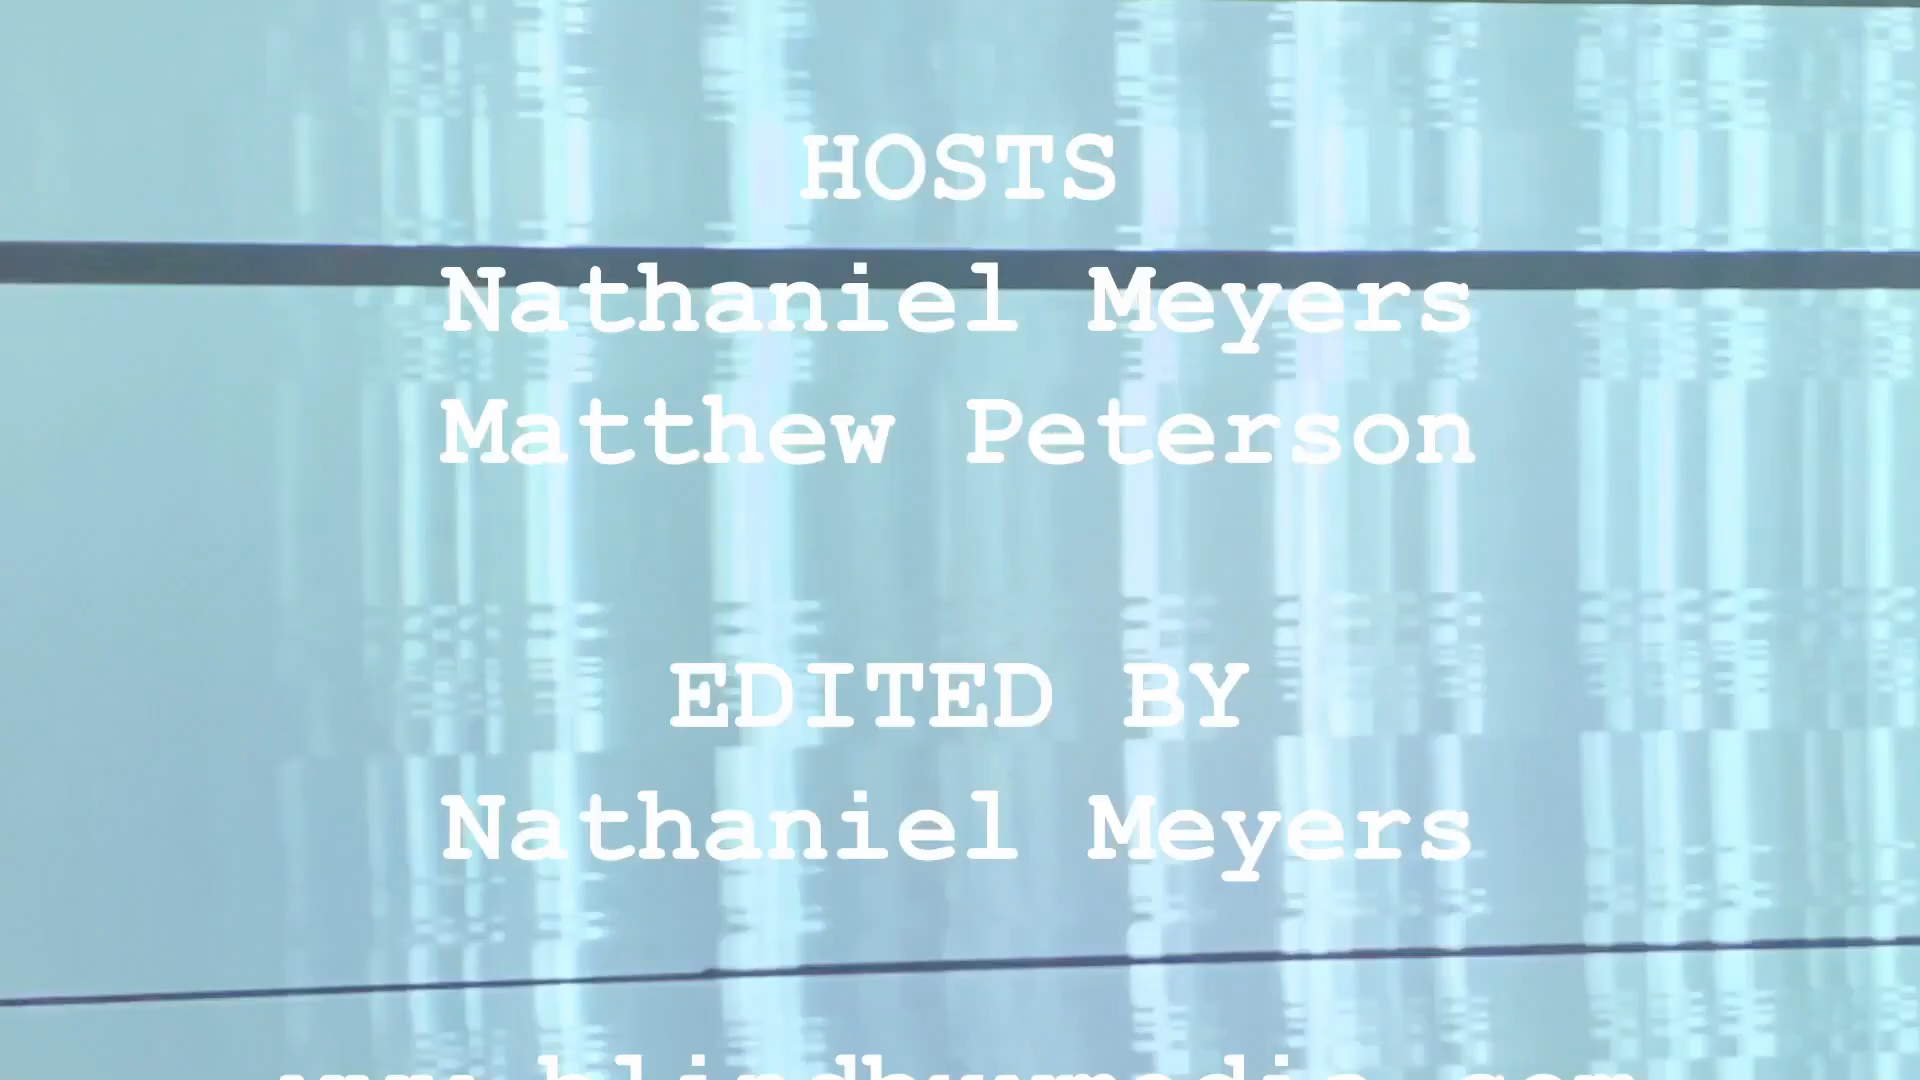 HOSTS
Nathaniel Meyers
Matthew Peterson
EDITED BY
Nathaniel Meyers